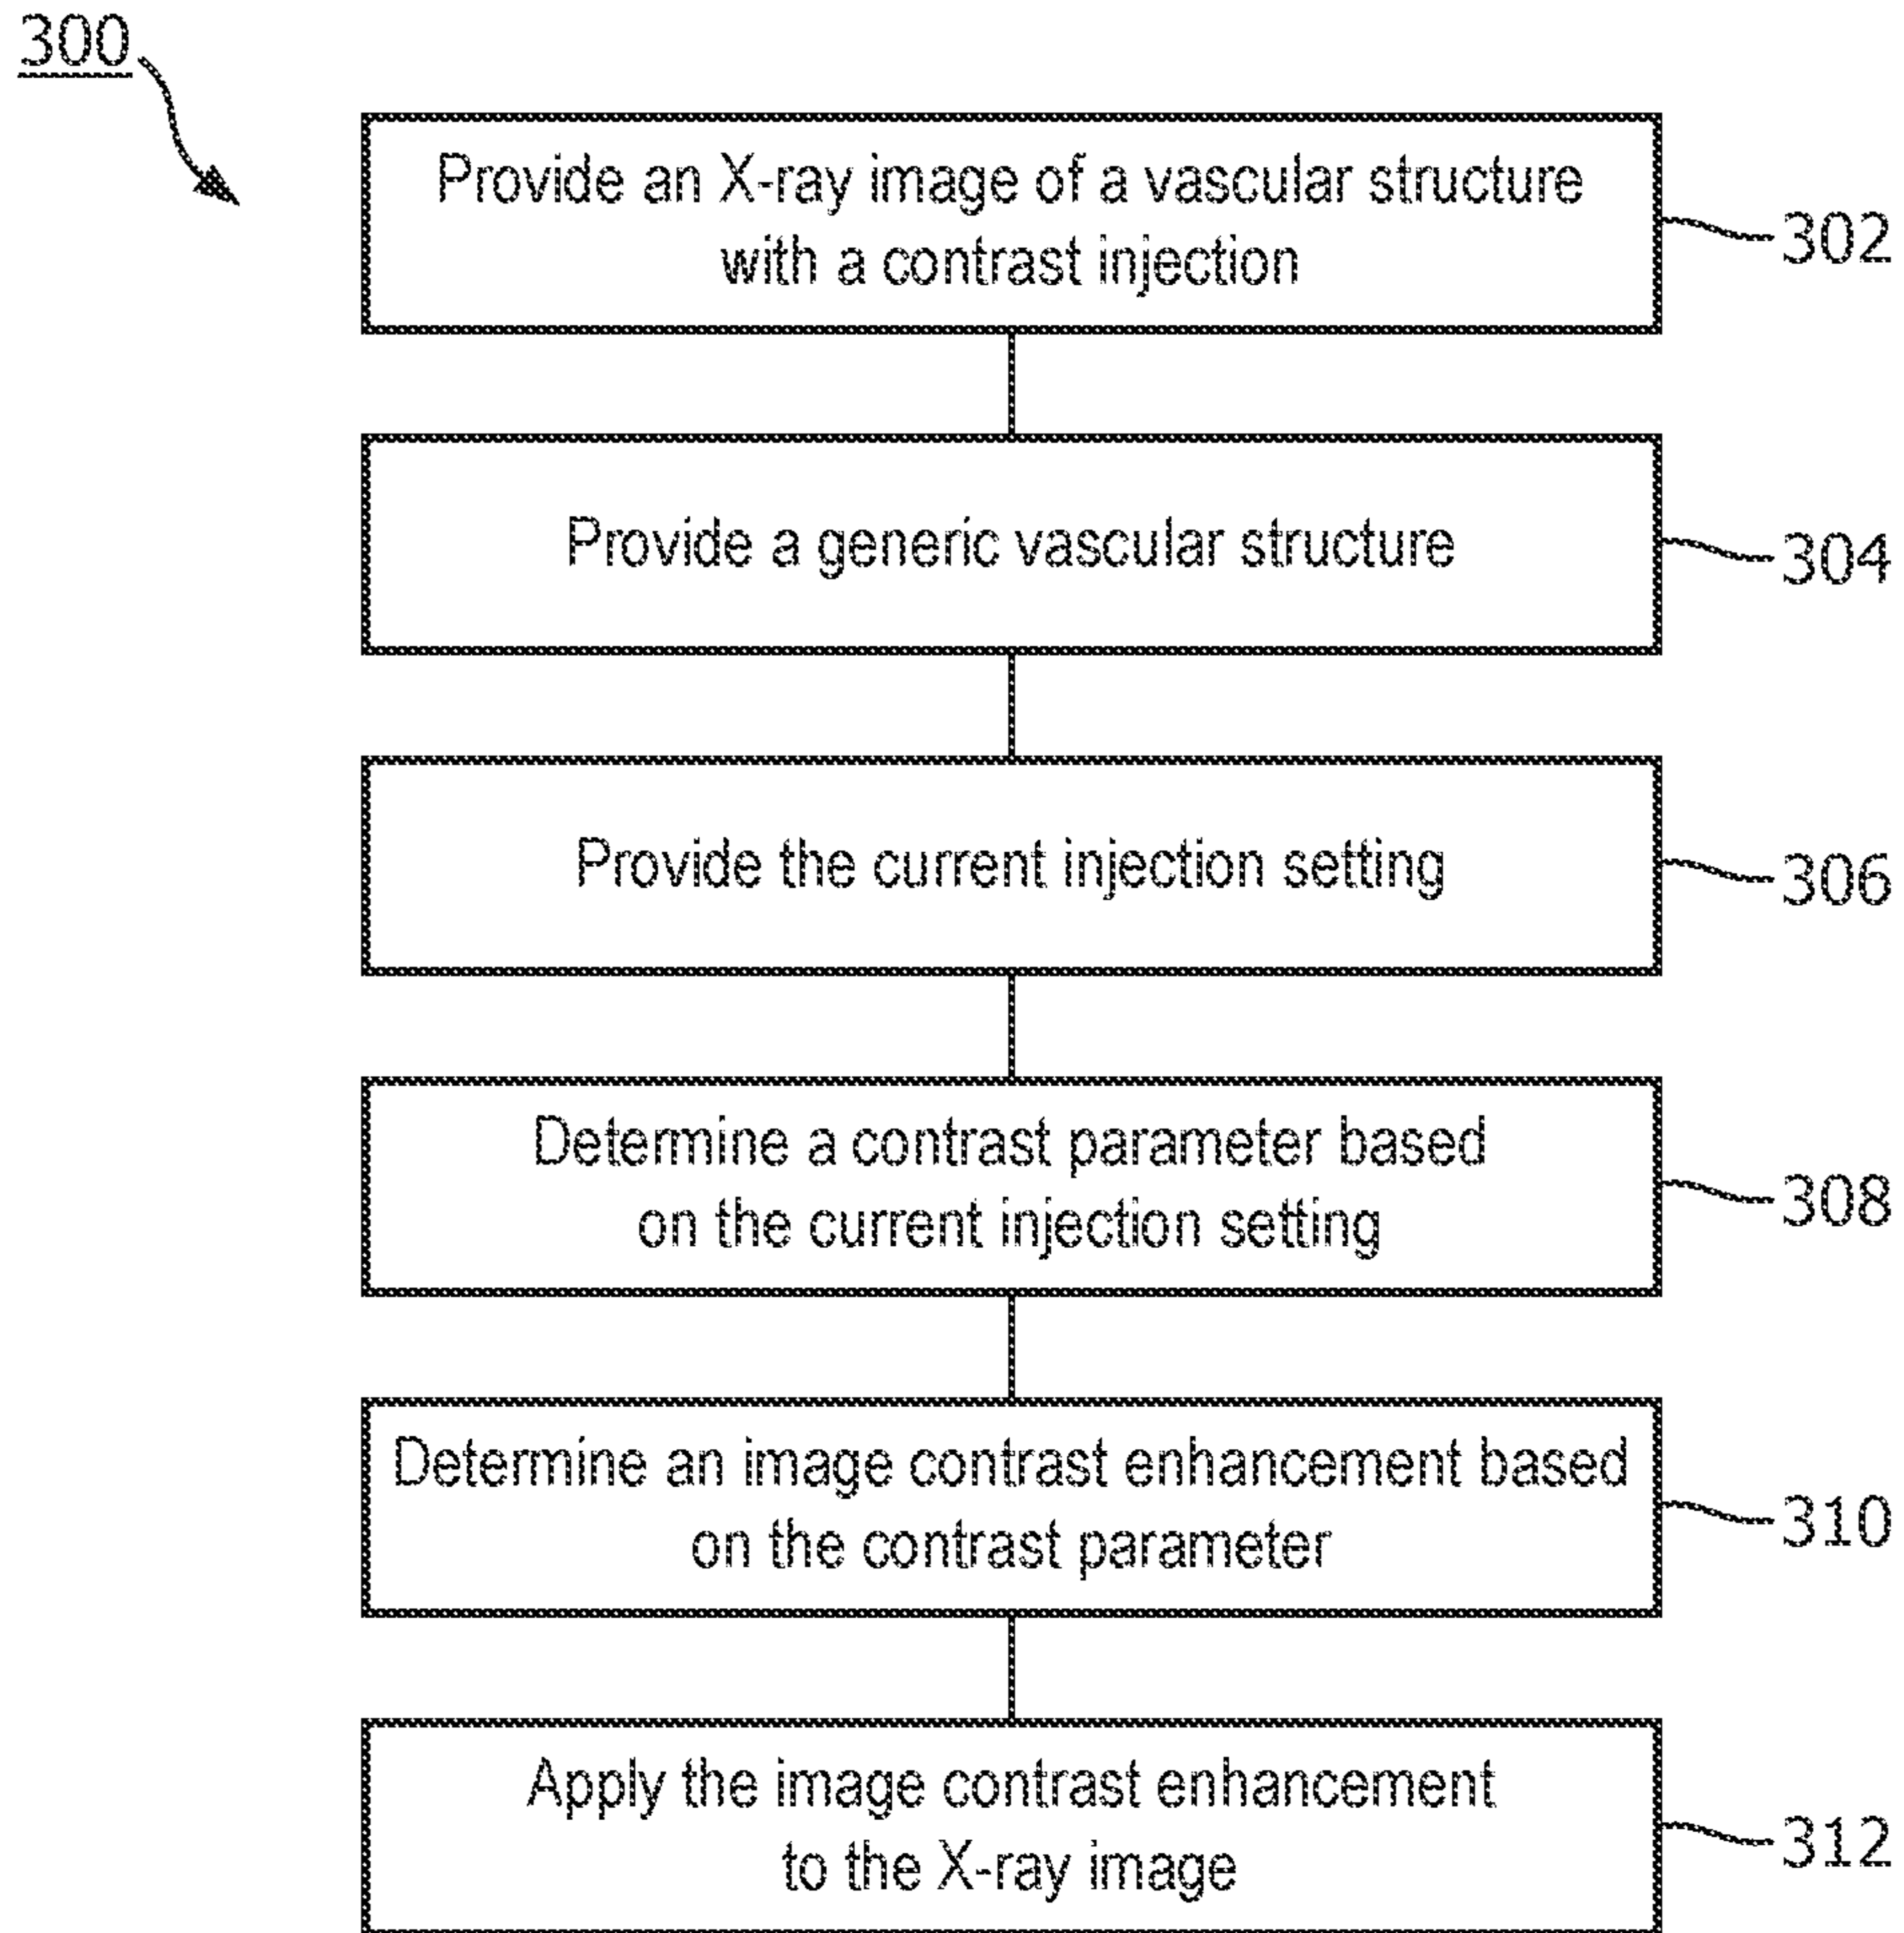 300
Provide an X-ray image of a vascular structure
with a contrast injection
302
Provide a generic vascular structure
304
Provide the current injection setting
306
Determine a contrast parameter based
on the current injection setting
308
Determine an image contrast enhancement based
on the contrast parameter
310
Apply the image contrast enhancement
to the X-ray image
312